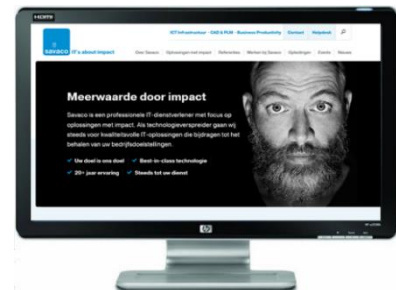 HDMI
ICT Infrastructuur - CAD & PLM - Business Productivity Contact Helpdesk
savaco IT's about impact
Over Savaco Oplossingen met impact Referenties Werken bij Savaco Opleidingen Events Nieuws
Meerwaarde door impact
Savaco is een professionele IT-dienstverlener met focus op
oplossingen met impact. Als technologieverspreider gaan wij
steeds voor kwaliteitsvolle IT-oplossingen die bijdragen tot het
behalen van uw bedrijfsdoelstellingen.
Uw doel is ons doel Best-in-class technologie
20+ jaar ervaring Steeds tot uw dienst
hp